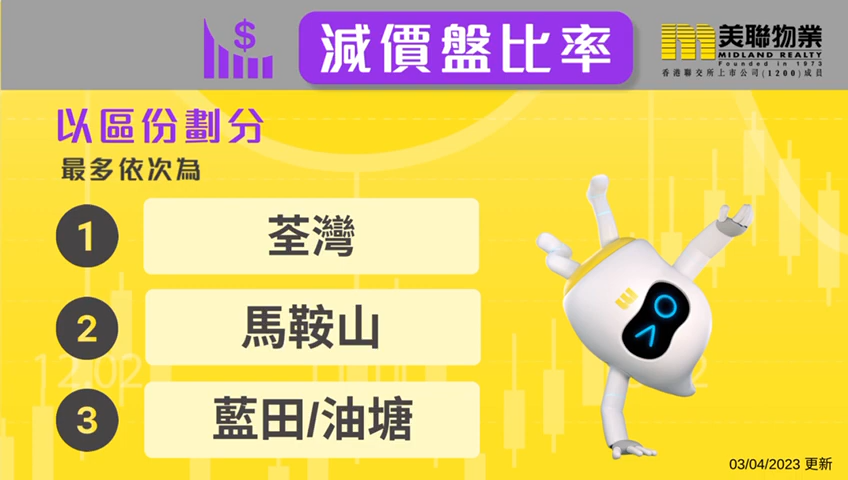 $
減價盤比率
美聯物業
MIDLAND REALTY
Founded in 1973
香港聯交所上市公司(1200)成員
以區份劃分
最多依次為
1 荃灣
2 馬鞍山
12.02
3 藍田/油塘
03/04/2023 更新